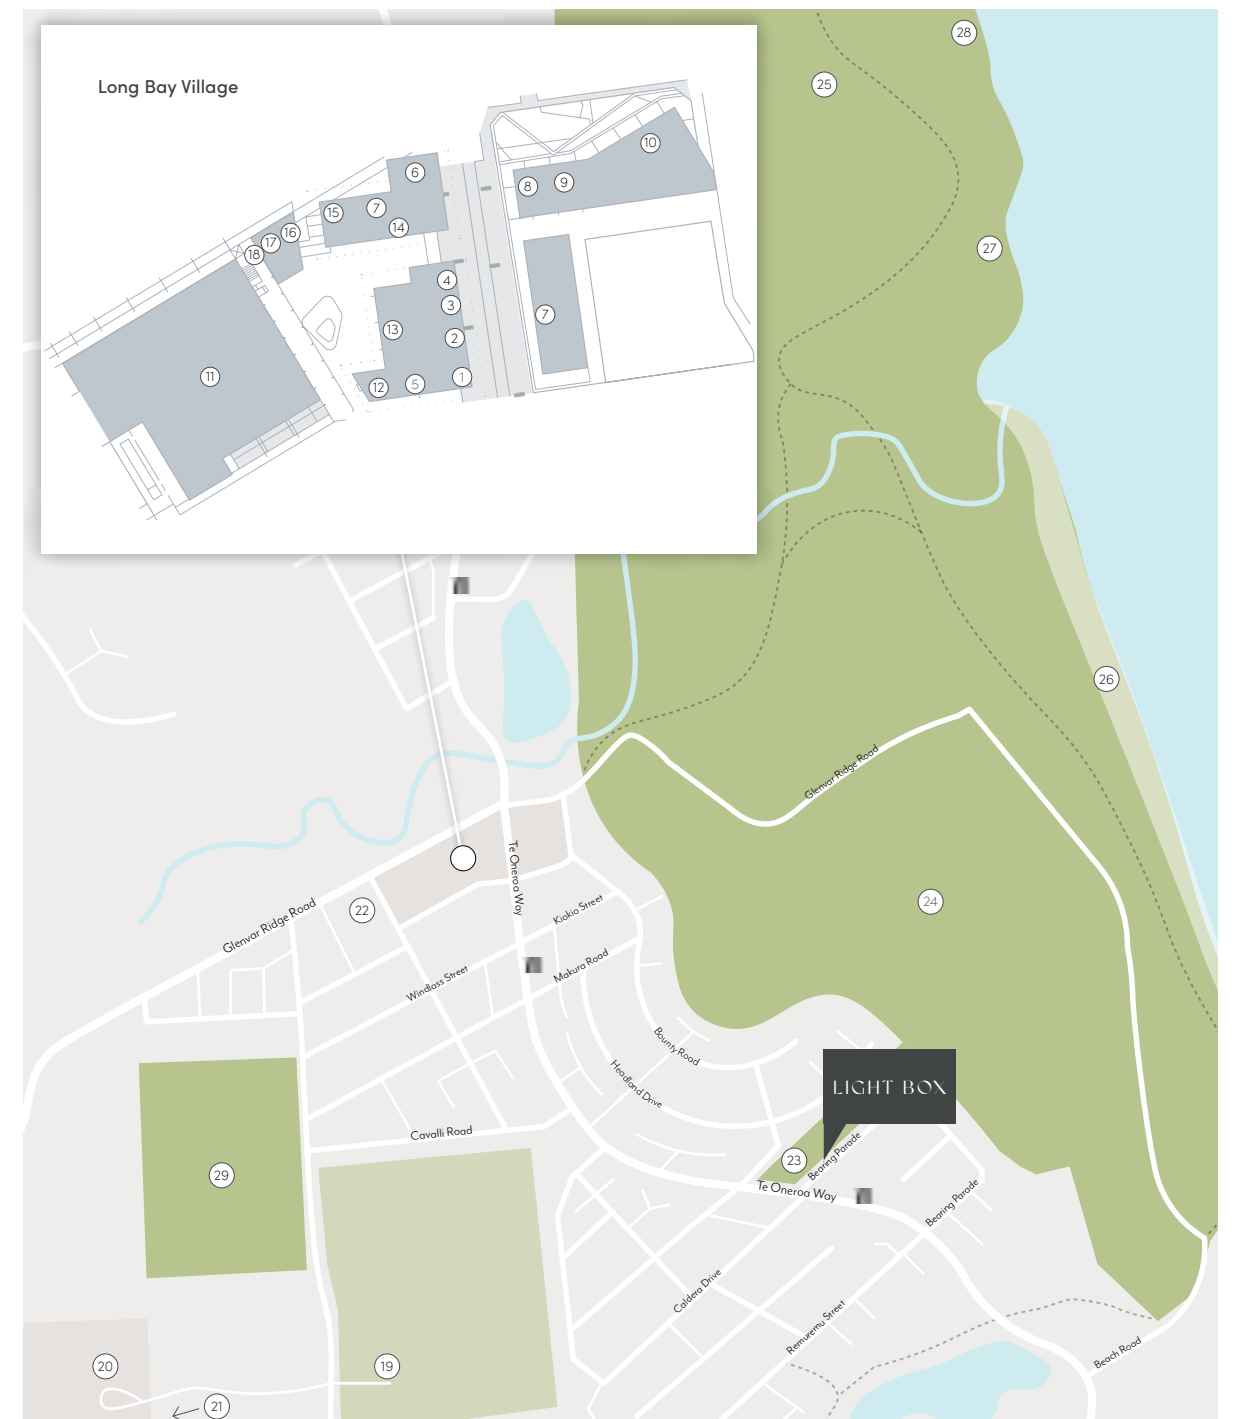 28
25
Long Bay Village
10
6
8
9
15
7
14
16
17
18
27
4
3
7
13
2
11
12
5
1
26
Glenvar Ridge Road
Te Oneroa Way
24
22
Kiokio Street
Glenvar Ridge Road
Makura Road
Windlass Street
Bounty Road
Headland Drive
LIGHT BOX
Cavalli Road
23
Bearing Parade
29
Te Oneroa Way
Bearing Parade
Caldera Drive
Remuremu Street
Beach Road
20
19
21